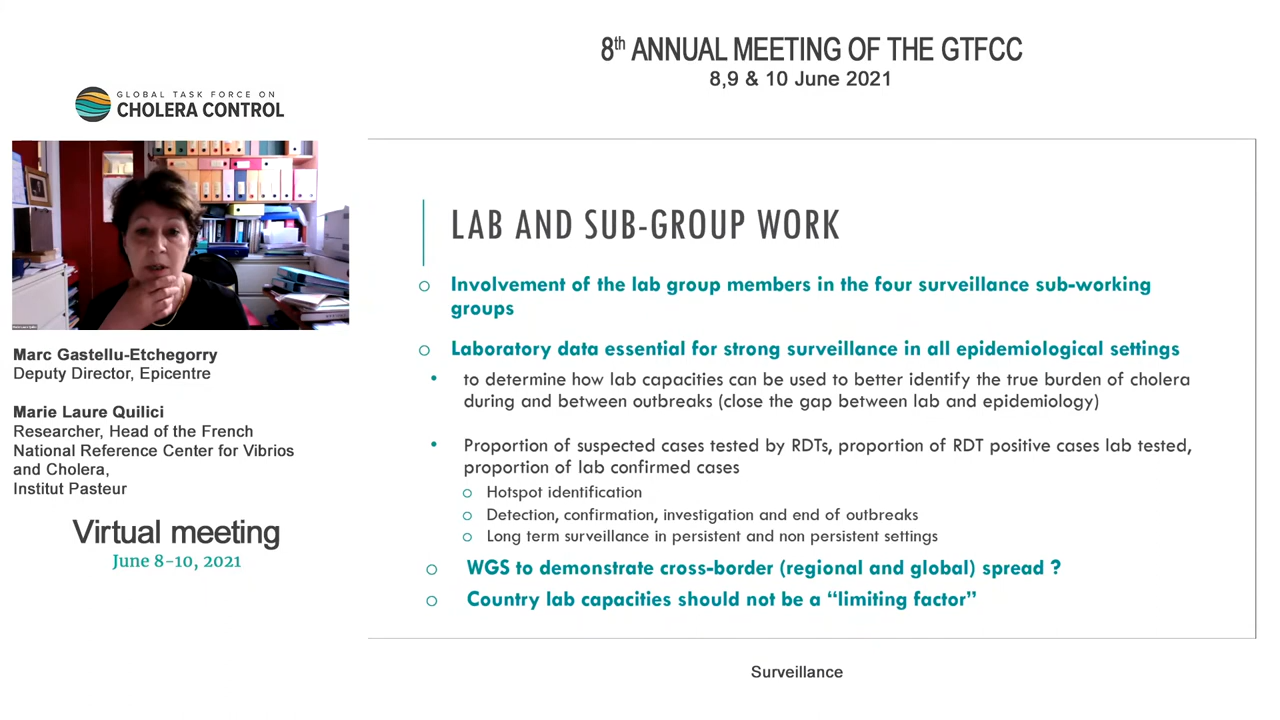 8th ANNUAL MEETING OF THE GTFCC
8,9 & 10 June 2021
GLOBAL TASK FORCE ON
CHOLERA CONTROL
Marc Gastellu-Etchegorry
Deputy Director, Epicentre
Marie Laure Quilici
Researcher, Head of the French
National Reference Center for Vibrios
and Cholera,
Institut Pasteur
Virtual meeting
June 8-10, 2021
LAB AND SUB-GROUP WORK
Involvement of the lab group members in the four surveillance sub-working
groups
Laboratory data essential for strong surveillance in all epidemiological settings
to determine how lab capacities can be used to better identify the true burden of cholera
during and between outbreaks (close the gap between lab and epidemiology)
Proportion of suspected cases tested by RDTs, proportion of RDT positive cases lab tested,
proportion of lab confirmed cases
Hotspot identification
Detection, confirmation, investigation and end of outbreaks
Long term surveillance in persistent and non persistent settings
WGS to demonstrate cross-border (regional and global) spread ?
Country lab capacities should not be a “limiting factor”
Surveillance